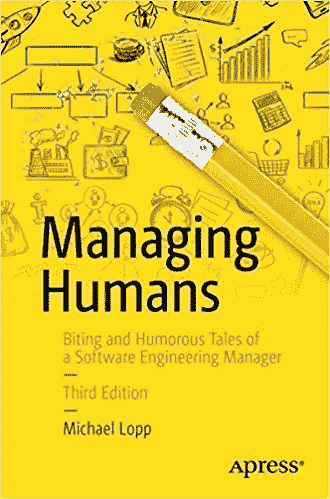 Managing
Humans
Biting and Humorous Tales of
a Software Engineering Manager
Third Edition
Michael Lopp
Apress®